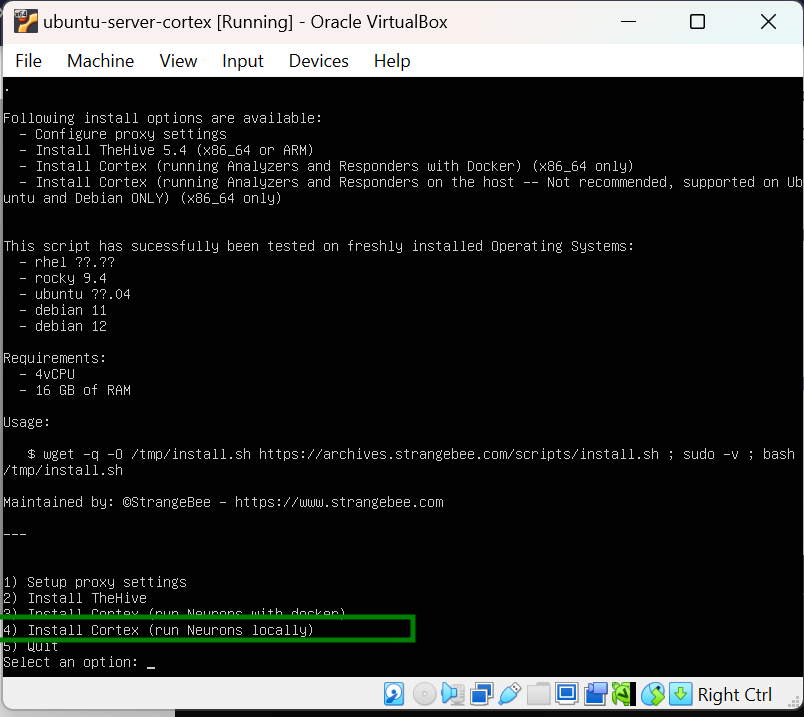 ubuntu-server-cortex [Running] - Oracle VirtualBox
File Machine View Input Devices Help
.
Following install options are available:
- Configure proxy settings
- Install TheHive 5.4 (x86_64 or ARM)
- Install Cortex (running Analyzers and Responders with Docker) (x86_64 only)
- Install Cortex (running Analyzers and Responders on the host -- Not recommended, supported on Ub
untu and Debian ONLY) (x86_64 only)
This script has sucessfully been tested on freshly installed Operating Systems:
- rhel ??.??
- rocky 9.4
- ubuntu ??.04
- debian 11
- debian 12
Requirements:
- 4vCPU
- 16 GB of RAM
Usage:
$ wget -q -O /tmp/install.sh https://archives.strangebee.com/scripts/install.sh ; sudo -v ; bash
/tmp/install.sh
Maintained by: ©StrangeBee - https://www.strangebee.com
---
1) Setup proxy settings
2) Install TheHive
3) Install Cortex (run Neurons with docker)
4) Install Cortex (run Neurons locally)
5) Quit
Select an option: _
Right Ctrl